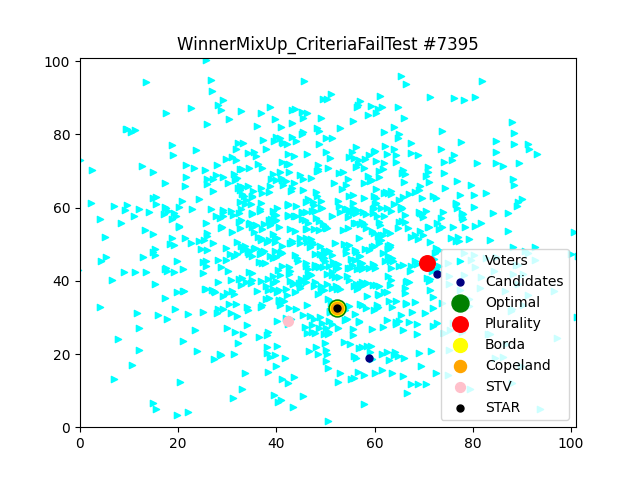 WinnerMixUp_CriteriaFailTest #7395
100
80
60
40
20
0
0 20 40 60 80 100
Voters
Candidates
Optimal
Plurality
Borda
Copeland
STV
STAR